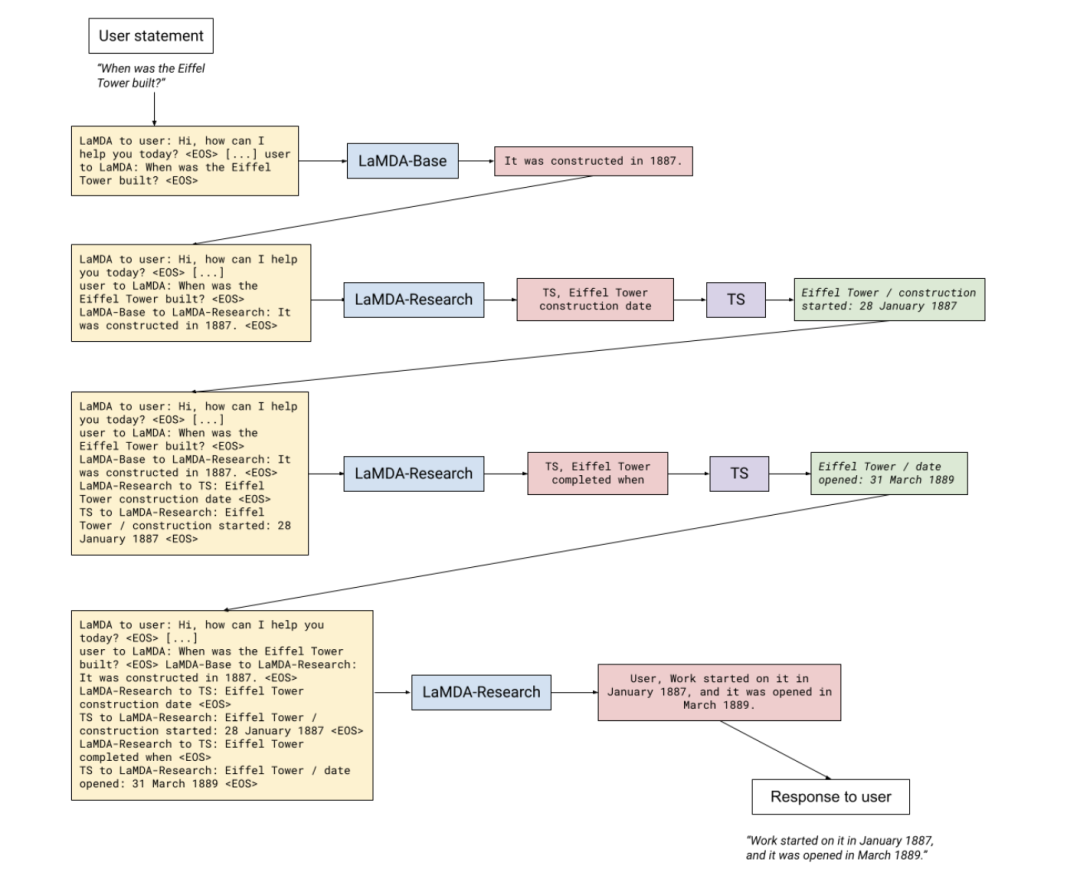 User statement
"When was the Eiffel
Tower built?"
LaMDA to user: Hi, how can I
help you today? <EOS> [...] user
to LaMDA: When was the Eiffel
Tower built? <EOS>
LaMDA-Base
It was constructed in 1887.
LaMDA to user: Hi, how can I help
you today? <EOS> [...]
user to LaMDA: When was the
Eiffel Tower built? <EOS>
LaMDA-Base to LaMDA-Research: It
was constructed in 1887. <EOS>
LaMDA-Research
TS, Eiffel Tower
construction date
TS
Eiffel Tower / construction
started: 28 January 1887
LaMDA to user: Hi, how can I help
you today? <EOS> [...]
user to LaMDA: When was the
Eiffel Tower built? <EOS>
LaMDA-Base to LaMDA-Research: It
was constructed in 1887. <EOS>
LaMDA-Research to TS: Eiffel
Tower construction date <EOS>
TS to LaMDA-Research: Eiffel
Tower / construction started: 28
January 1887 <EOS>
LaMDA-Research
TS, Eiffel Tower
completed when
TS
Eiffel Tower / date
opened: 31 March 1889
LaMDA to user: Hi, how can I help you
today? <EOS> [...]
user to LaMDA: When was the Eiffel Tower
built? <EOS> LaMDA-Base to LaMDA-Research:
It was constructed in 1887. <EOS>
LaMDA-Research to TS: Eiffel Tower
construction date <EOS>
TS to LaMDA-Research: Eiffel Tower /
construction started: 28 January 1887 <EOS>
LaMDA-Research to TS: Eiffel Tower
completed when <EOS>
TS to LaMDA-Research: Eiffel Tower / date
opened: 31 March 1889 <EOS>
LaMDA-Research
User, Work started on it in
January 1887, and it was opened in
March 1889.
Response to user
"Work started on it in January 1887,
and it was opened in March 1889."